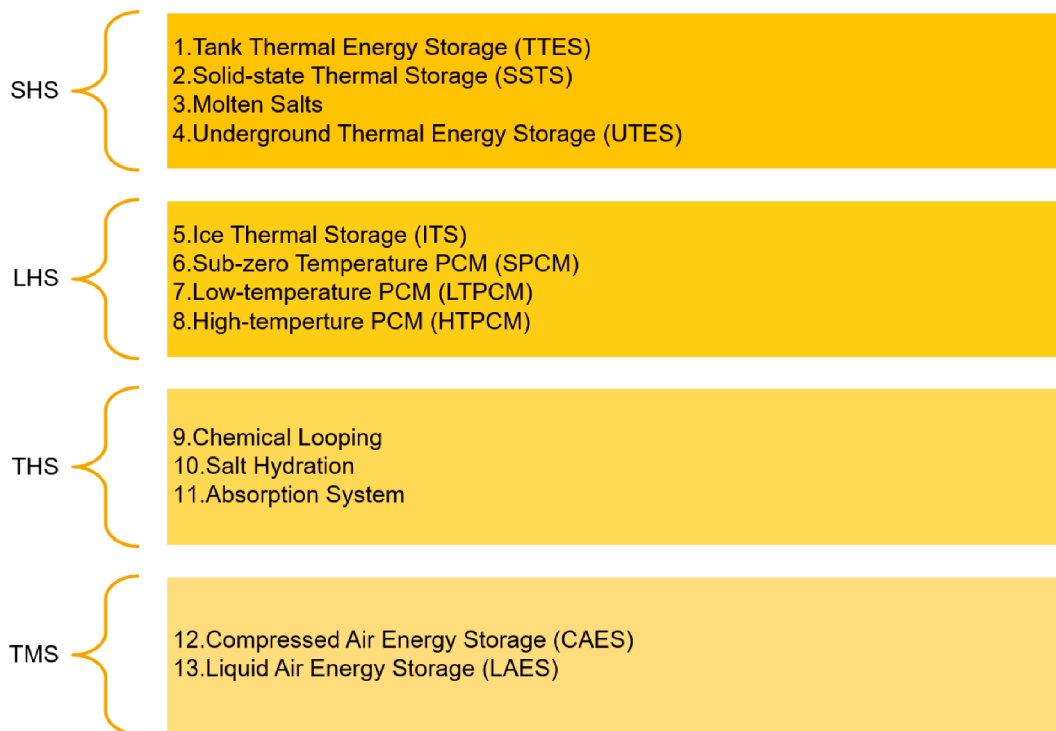 SHS
1.Tank Thermal Energy Storage (TTES)
2.Solid-state Thermal Storage (SSTS)
3.Molten Salts
4.Underground Thermal Energy Storage (UTES)
LHS
5.Ice Thermal Storage (ITS)
6.Sub-zero Temperature PCM (SPCM)
7.Low-temperature PCM (LTPCM)
8.High-temperture PCM (HTPCM)
THS
9.Chemical Looping
10.Salt Hydration
11.Absorption System
TMS
12.Compressed Air Energy Storage (CAES)
13.Liquid Air Energy Storage (LAES)